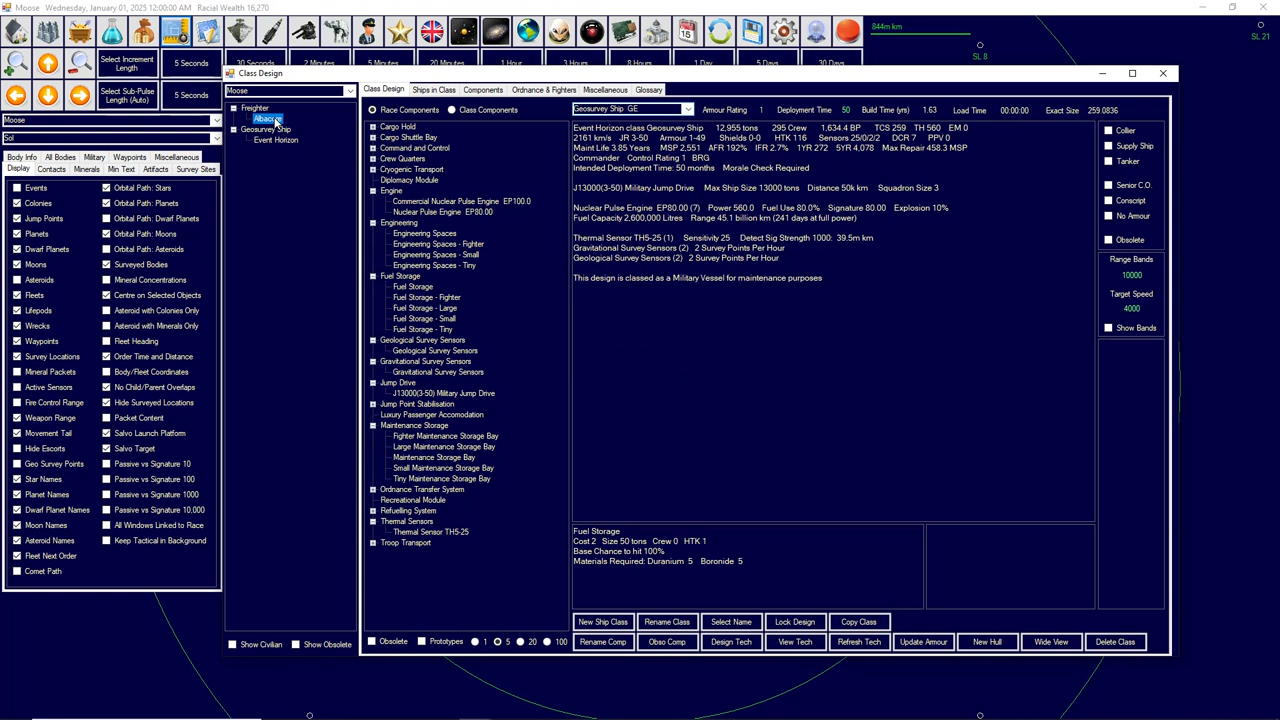 Moose   Wednesday, January 01, 2025 12:00:00 AM   Racial Wealth 16,270
844m km
SL 21
SL 8
Select Increment Length
5 Seconds
Select Sub-Pulse Length (Auto)
5 Seconds
Moose
Sol
Body Info  All Bodies  Military  Waypoints  Miscellaneous
Display  Contacts  Minerals  Min Text  Artifacts  Survey Sites
Events  Orbital Path: Stars
Colonies  Orbital Path: Planets
Jump Points  Orbital Path: Dwarf Planets
Planets  Orbital Path: Moons
Dwarf Planets  Orbital Path: Asteroids
Moons  Surveyed Bodies
Asteroids  Mineral Concentrations
Fleets  Centre on Selected Objects
Lifepods  Asteroid with Colonies Only
Wrecks  Asteroid with Minerals Only
Waypoints  Fleet Heading
Survey Locations  Order Time and Distance
Mineral Packets  Body/Fleet Coordinates
Active Sensors  No Child/Parent Overlaps
Fire Control Range  Hide Surveyed Locations
Weapon Range  Packet Content
Movement Tail  Salvo Launch Platform
Hide Escorts  Salvo Target
Geo Survey Points  Passive vs Signature 10
Star Names  Passive vs Signature 100
Planet Names  Passive vs Signature 1000
Dwarf Planet Names  Passive vs Signature 10,000
Moon Names  All Windows Linked to Race
Asteroid Names  Keep Tactical in Background
Fleet Next Order
Comet Path
Class Design
Moose
Freighter
Albacore
Geosurvey Ship
Event Horizon
Show Civilian  Show Obsolete
Class Design  Ships in Class  Components  Ordnance & Fighters  Miscellaneous  Glossary
Race Components  Class Components
Cargo Hold
Cargo Shuttle Bay
Command and Control
Crew Quarters
Cryogenic Transport
Diplomacy Module
Engine
Commercial Nuclear Pulse Engine  EP100.0
Nuclear Pulse Engine  EP80.00
Engineering
Engineering Spaces
Engineering Spaces - Fighter
Engineering Spaces - Small
Engineering Spaces - Tiny
Fuel Storage
Fuel Storage
Fuel Storage - Fighter
Fuel Storage - Large
Fuel Storage - Small
Fuel Storage - Tiny
Geological Survey Sensors
Geological Survey Sensors
Gravitational Survey Sensors
Gravitational Survey Sensors
Jump Drive
J13000(3-50) Military Jump Drive
Jump Point Stabilisation
Luxury Passenger Accomodation
Maintenance Storage
Fighter Maintenance Storage Bay
Large Maintenance Storage Bay
Maintenance Storage Bay
Small Maintenance Storage Bay
Tiny Maintenance Storage Bay
Ordnance Transfer System
Recreational Module
Refuelling System
Thermal Sensors
Thermal Sensor TH5-25
Troop Transport
Obsolete  Prototypes  1  5  20  100
Geosurvey Ship  GE  Armour Rating  1  Deployment Time  50  Build Time (yrs)  1.63  Load Time  00:00:00  Exact Size  259.0836
Event Horizon class Geosurvey Ship  12,955 tons  295 Crew  1,634.4 BP  TCS 259  TH 560  EM 0
2161 km/s  JR 3-50  Armour 1-49  Shields 0-0  HTK 116  Sensors 25/0/2/2  DCR 7  PPV 0
Maint Life 3.85 Years  MSP 2,551  AFR 192%  IFR 2.7%  1YR 272  5YR 4,078  Max Repair 458.3 MSP
Commander  Control Rating 1  BRG
Intended Deployment Time: 50 months  Morale Check Required
J13000(3-50) Military Jump Drive  Max Ship Size 13000 tons  Distance 50k km  Squadron Size 3
Nuclear Pulse Engine EP80.00 (7)  Power 560.0  Fuel Use 80.0%  Signature 80.00  Explosion 10%
Fuel Capacity 2,600,000 Litres  Range 45.1 billion km (241 days at full power)
Thermal Sensor TH5-25 (1)  Sensitivity 25  Detect Sig Strength 1000:  39.5m km
Gravitational Survey Sensors (2)  2 Survey Points Per Hour
Geological Survey Sensors (2)  2 Survey Points Per Hour
This design is classed as a Military Vessel for maintenance purposes
Fuel Storage
Cost 2  Size 50 tons  Crew 0  HTK 1
Base Chance to hit 100%
Materials Required: Duranium  5  Boronide  5
New Ship Class  Rename Class  Select Name  Lock Design  Copy Class
Rename Comp  Obso Comp  Design Tech  View Tech  Refresh Tech  Update Armour  New Hull  Wide View  Delete Class
Collier
Supply Ship
Tanker
Senior C.O.
Conscript
No Armour
Obsolete
Range Bands
10000
Target Speed
4000
Show Bands